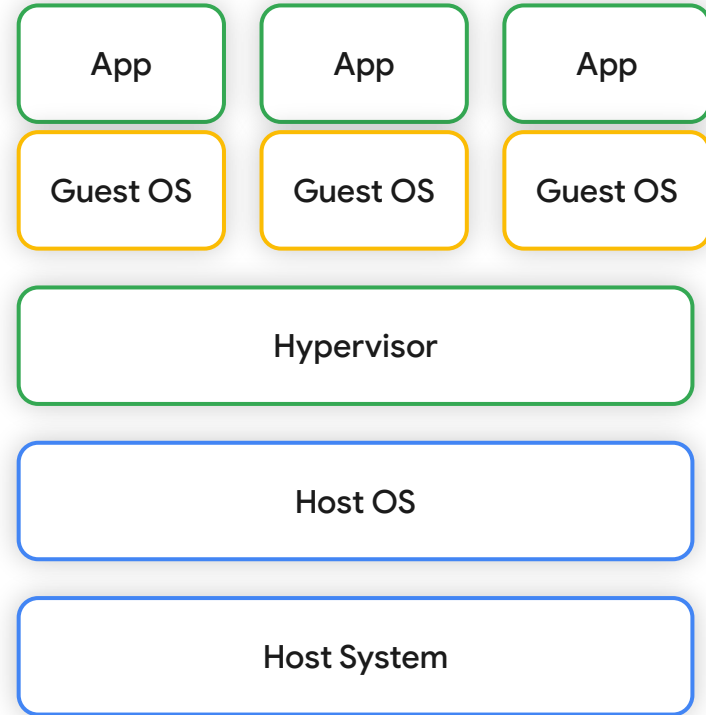 App App App
Guest OS Guest OS Guest OS
Hypervisor
Host OS
Host System